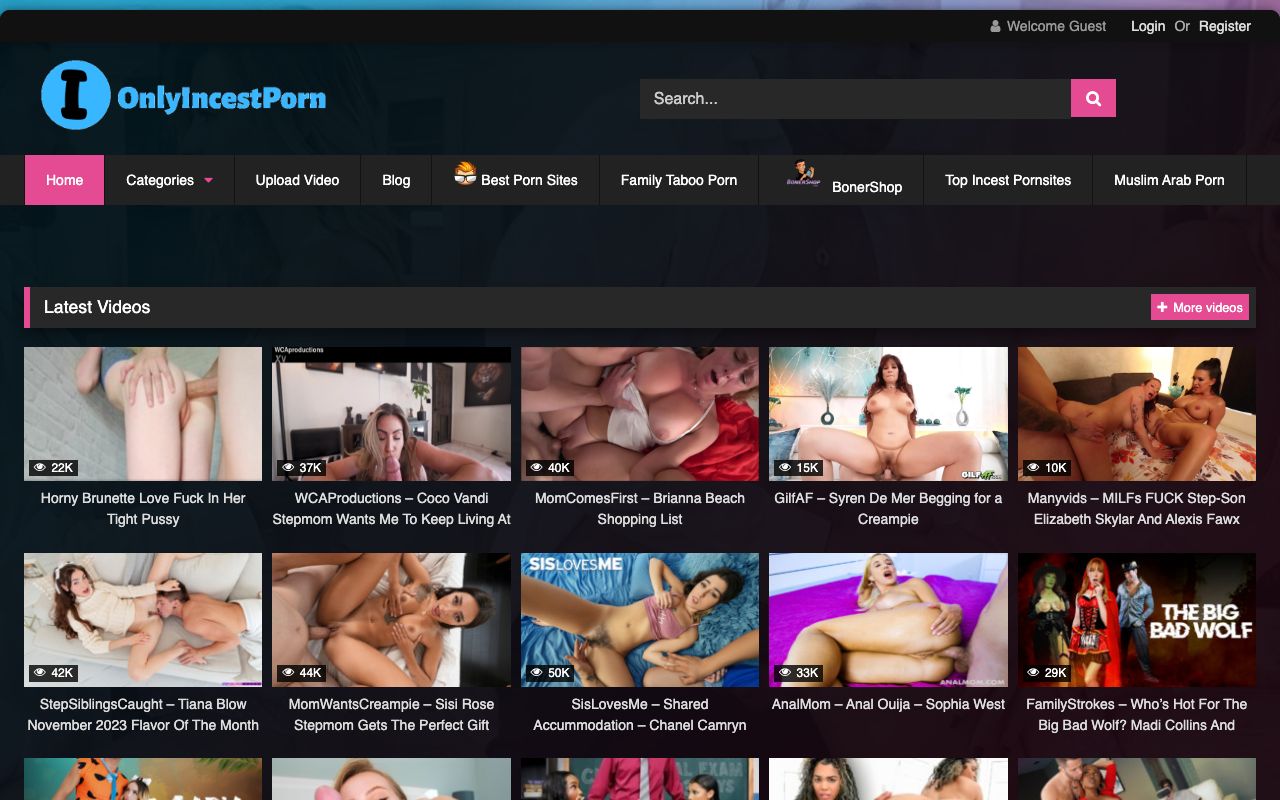 Welcome Guest Login Or Register
I OnlyIncestPorn
Search...
Home Categories Upload Video Blog Best Porn Sites Family Taboo Porn BONERSHOP BonerShop Top Incest Pornsites Muslim Arab Porn
Latest Videos + More videos
WCAproductions
XV
GILFAF
22K 37K 40K 15K 10K
Horny Brunette Love Fuck In Her
Tight Pussy
WCAProductions – Coco Vandi
Stepmom Wants Me To Keep Living At
MomComesFirst – Brianna Beach
Shopping List
GilfAF – Syren De Mer Begging for a
Creampie
Manyvids – MILFs FUCK Step-Son
Elizabeth Skylar And Alexis Fawx
SISLOVESME
THE BIG
BAD WOLF
ANALMOM.COM
42K 44K 50K 33K 29K
StepSiblingsCaught – Tiana Blow
November 2023 Flavor Of The Month
MomWantsCreampie – Sisi Rose
Stepmom Gets The Perfect Gift
SisLovesMe – Shared
Accommodation – Chanel Camryn
AnalMom – Anal Ouija – Sophia West
FamilyStrokes – Who's Hot For The
Big Bad Wolf? Madi Collins And